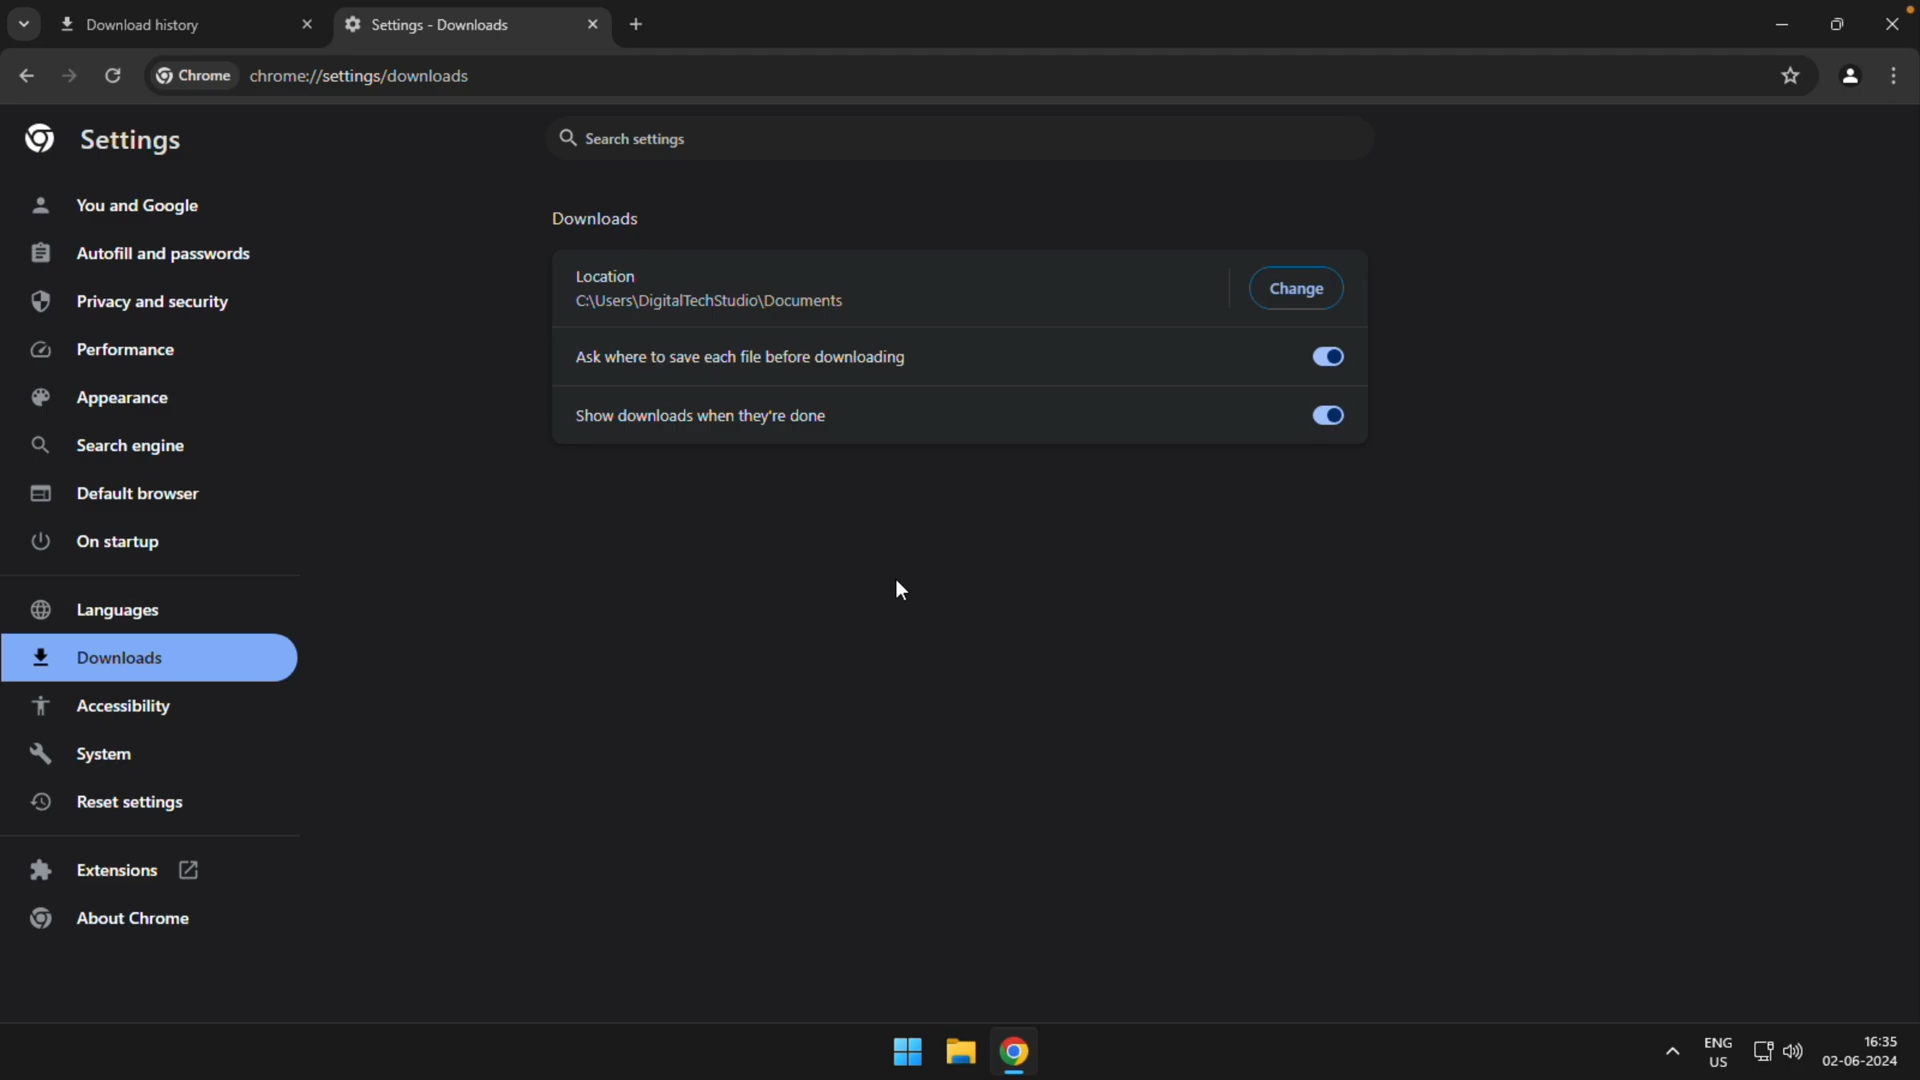 Download history
Settings - Downloads
Chrome
chrome://settings/downloads
Settings
Search settings
You and Google
Autofill and passwords
Privacy and security
Performance
Appearance
Search engine
Default browser
On startup
Languages
Downloads
Accessibility
System
Reset settings
Extensions
About Chrome
Downloads
Location
C:\Users\DigitalTechStudio\Documents
Change
Ask where to save each file before downloading
Show downloads when they're done
ENG
US
16:35
02-06-2024